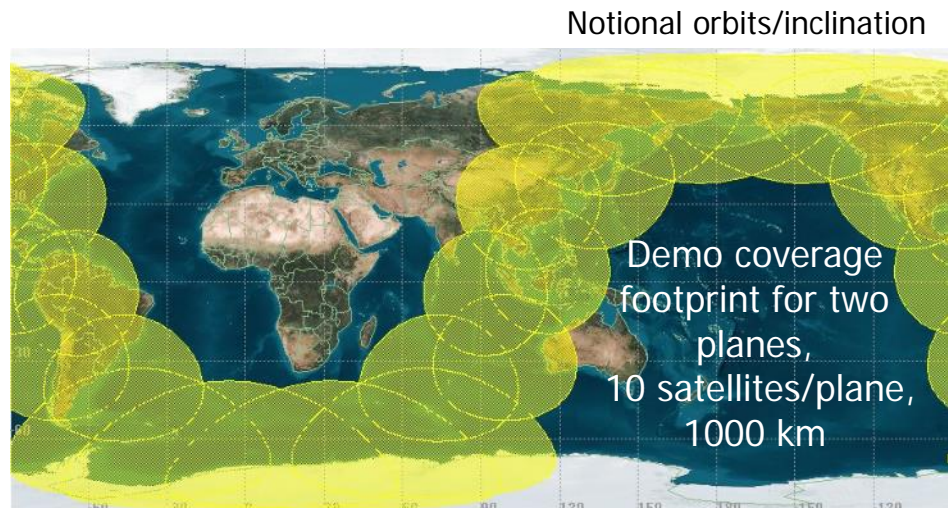 Notional orbits/inclination
Demo coverage
footprint for two
planes,
10 satellites/plane,
1000 km